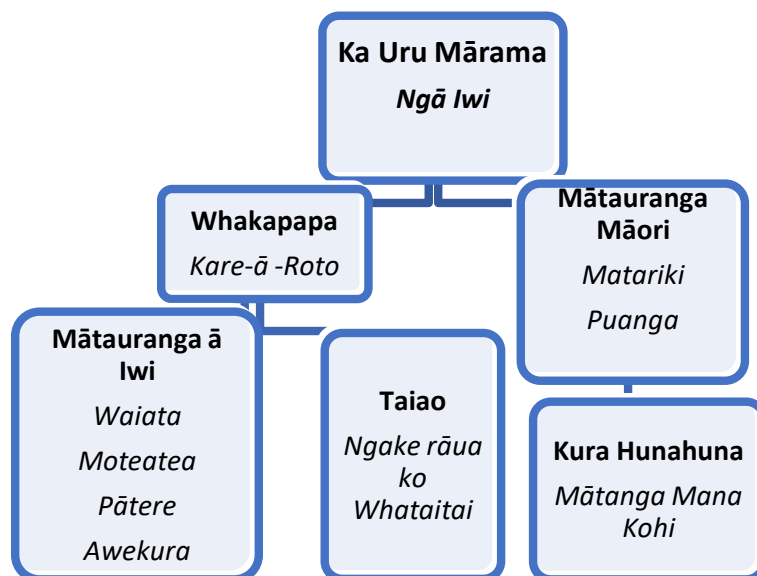 Ka Uru Mārama
Ngā Iwi
Whakapapa
Kare-ā -Roto
Mātauranga
Māori
Matariki
Puanga
Mātauranga ā
Iwi
Waiata
Moteatea
Pātere
Awekura
Taiao
Ngake rāua
ko
Whataitai
Kura Hunahuna
Mātanga Mana
Kohi